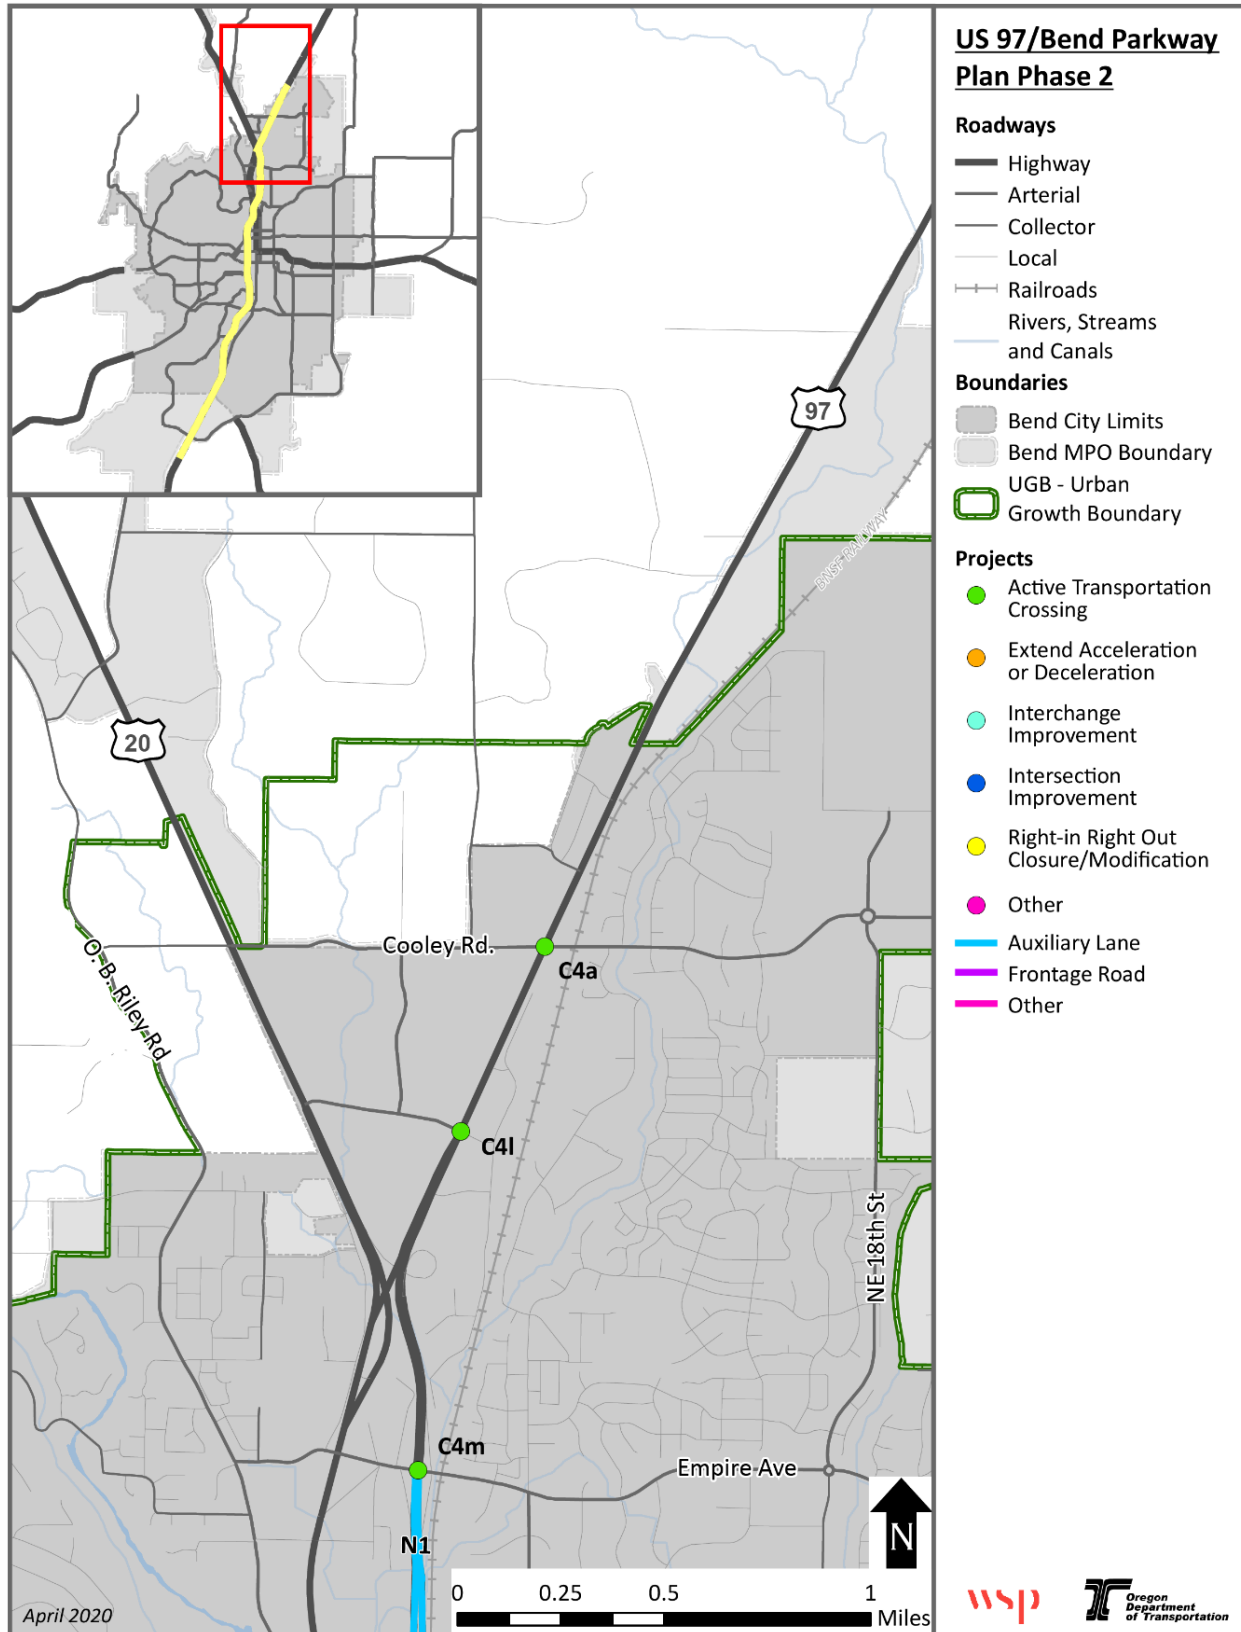 US 97/Bend Parkway
Plan Phase 2
Roadways
Highway
Arterial
Collector
Local
Railroads
Rivers, Streams
and Canals
Boundaries
Bend City Limits
Bend MPO Boundary
UGB - Urban
Growth Boundary
Projects
Active Transportation
Crossing
Extend Acceleration
or Deceleration
Interchange
Improvement
Intersection
Improvement
Right-in Right Out
Closure/Modification
Other
Auxiliary Lane
Frontage Road
Other
97
BNSF RAILWAY
20
Cooley Rd.
C4a
O. B. Riley Rd
C4l
NE 18th St
C4m
Empire Ave
N1
N
0 0.25 0.5 1
Miles
April 2020
wsp
Oregon
Department
of Transportation